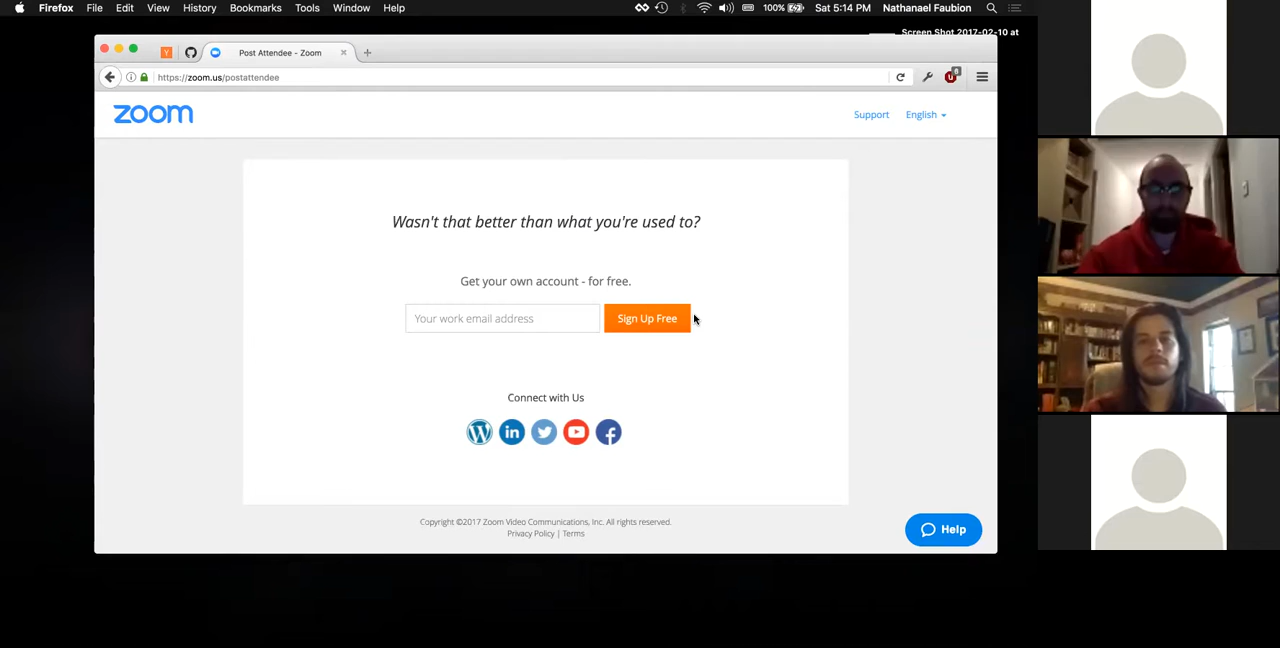 Firefox File Edit View History Bookmarks Tools Window Help 100% Sat 5:14 PM Nathanael Faubion
Screen Shot 2017-02-10 at
Post Attendee - Zoom
https://zoom.us/postattendee
zoom Support English
Wasn't that better than what you're used to?
Get your own account - for free.
Your work email address Sign Up Free
Connect with Us
Copyright ©2017 Zoom Video Communications, Inc. All rights reserved.
Privacy Policy | Terms
Help